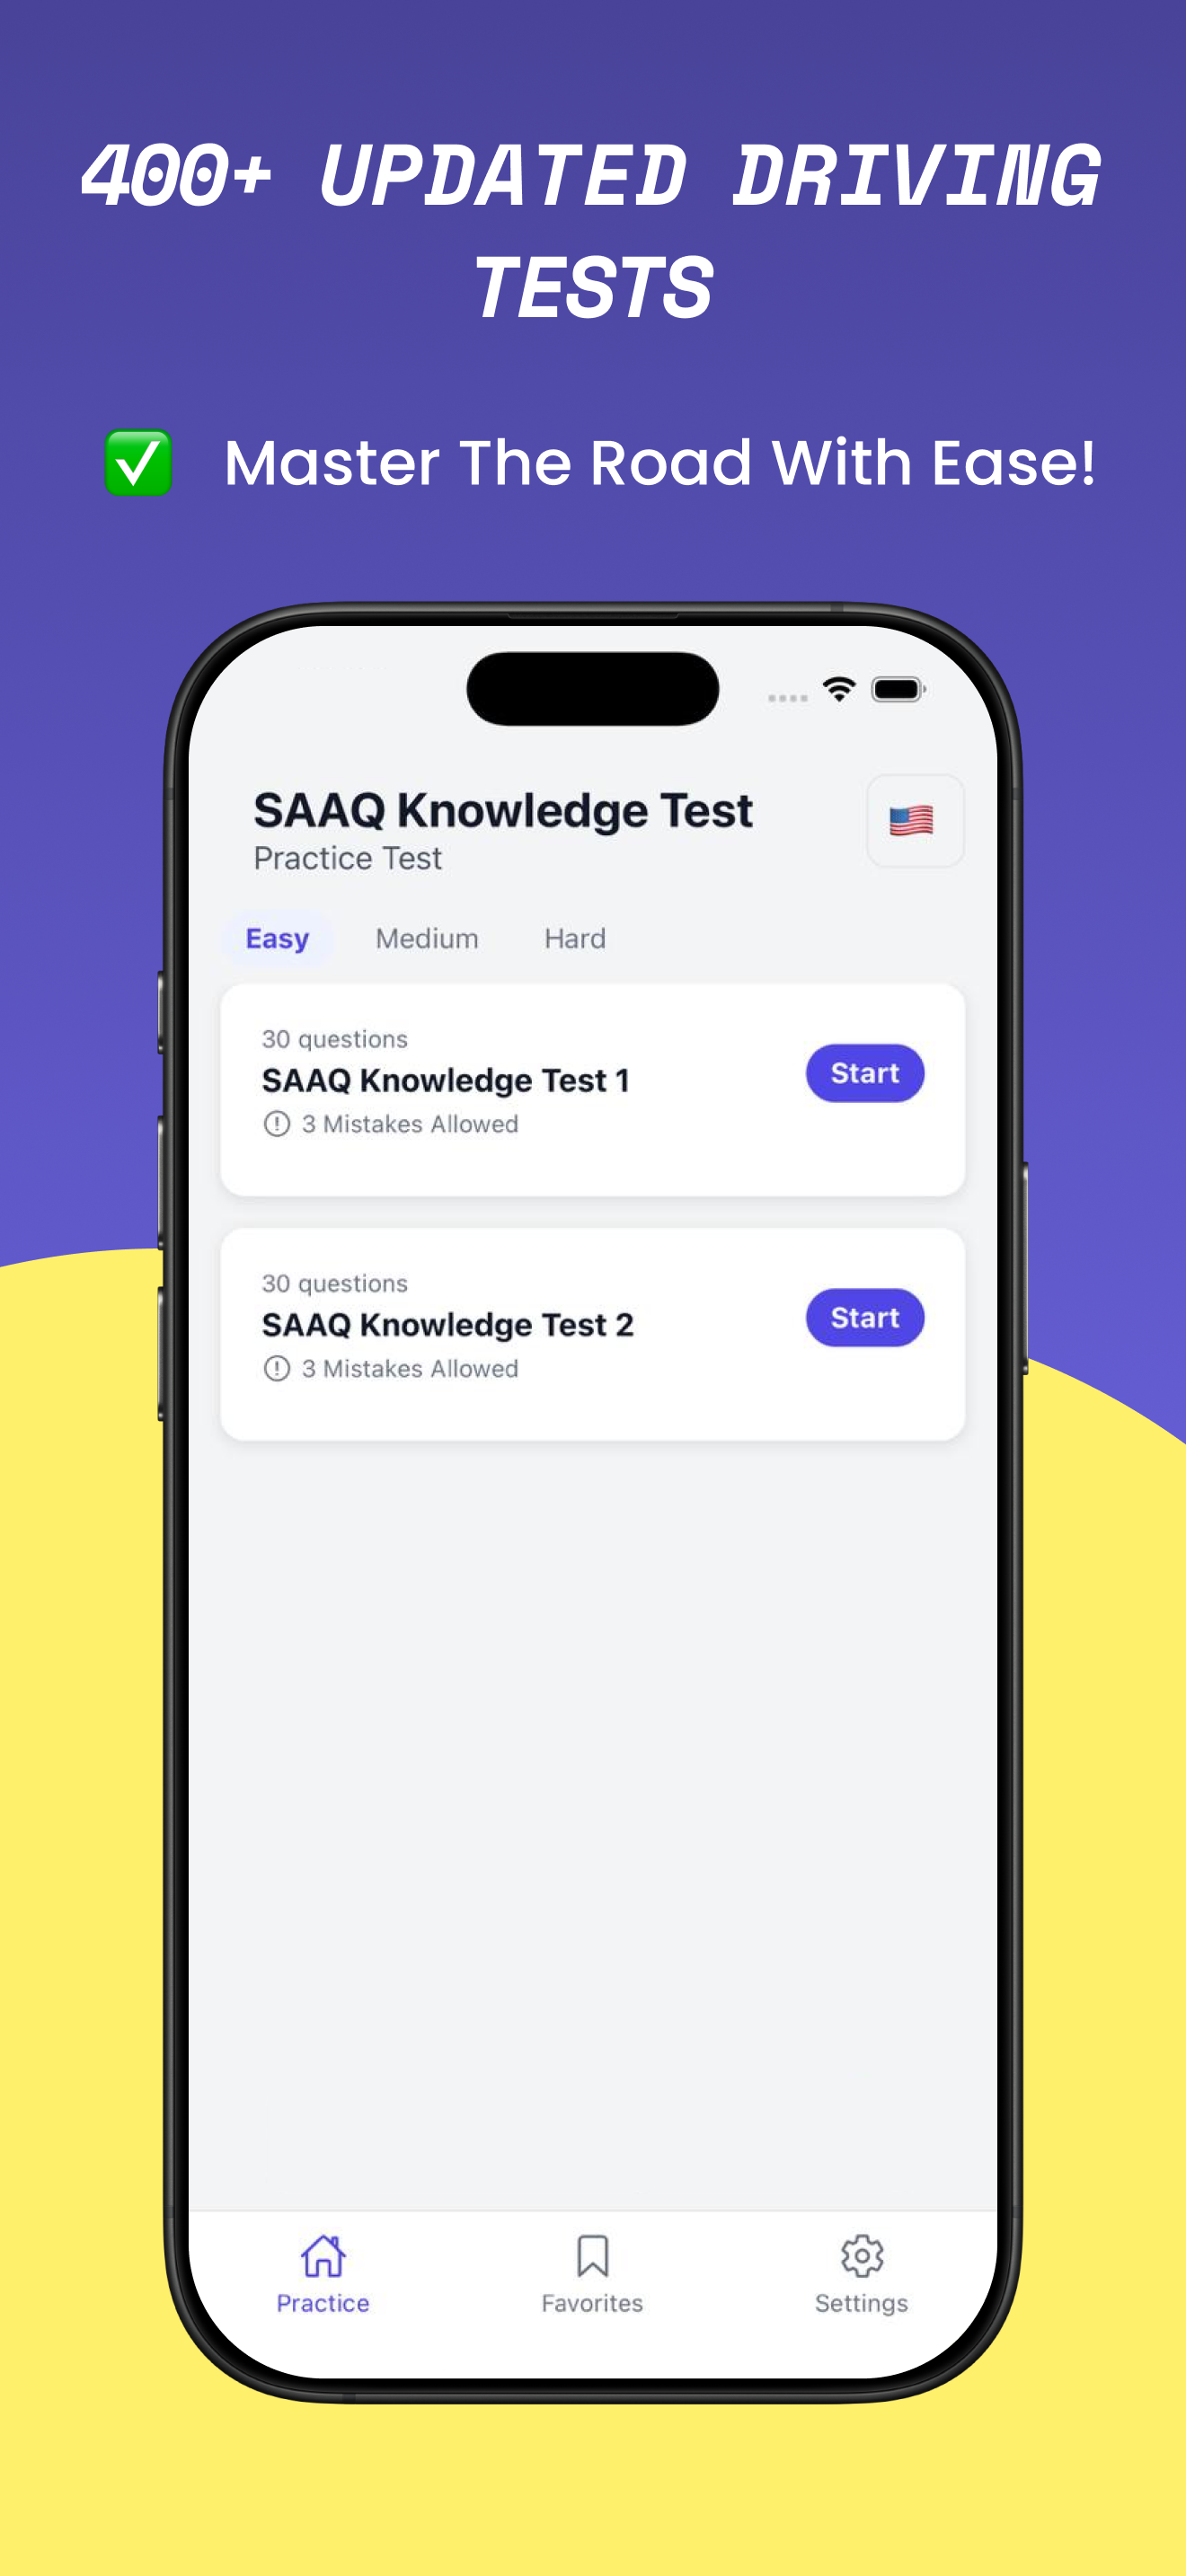 400+ UPDATED DRIVING
TESTS
✅ Master The Road With Ease!
SAAQ Knowledge Test
Practice Test
Easy Medium Hard
30 questions
SAAQ Knowledge Test 1
3 Mistakes Allowed
Start
30 questions
SAAQ Knowledge Test 2
3 Mistakes Allowed
Start
Practice Favorites Settings